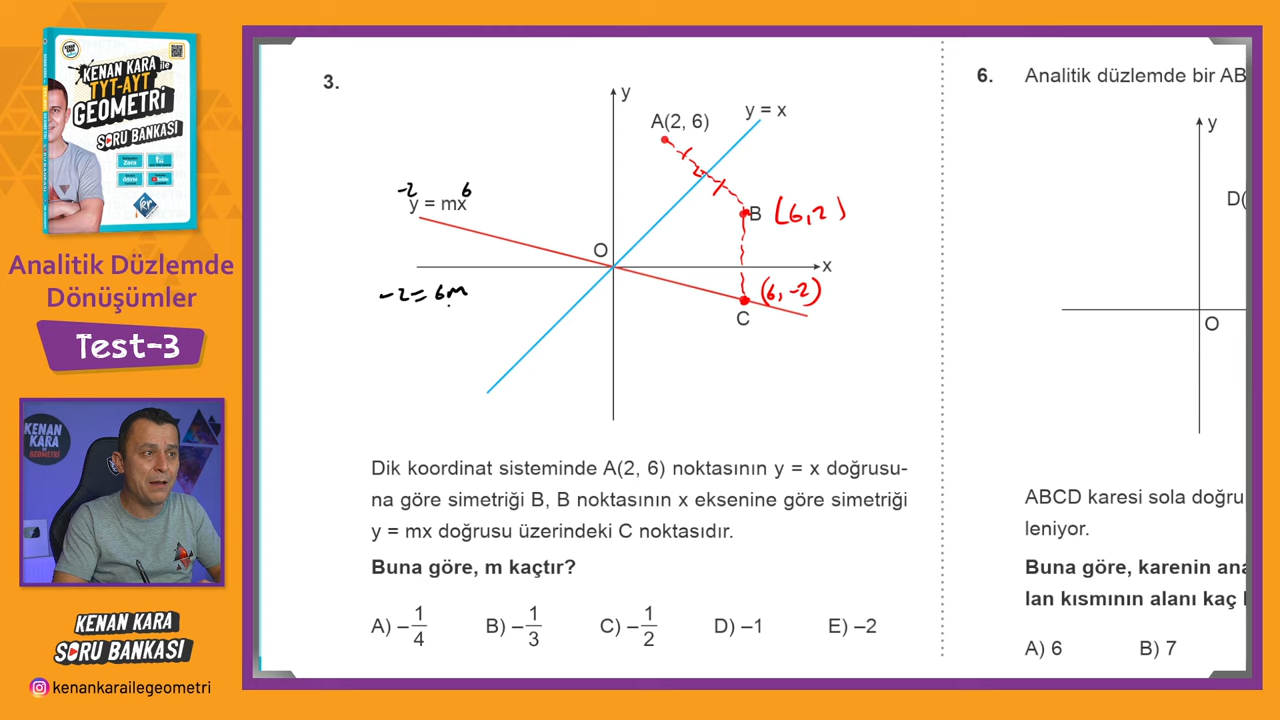 KENAN KARA ile
TYT-AYT
GEOMETRİ
SORU BANKASI
Analitik Düzlemde
Dönüşümler
Test-3
KENAN
KARA
GEOMETRİ
KENAN KARA
SORU BANKASI
kenankarailegeometri
3.
y
A(2, 6)
y = x
-2
6
y = mx
B (6,2)
O
x
-2=6m
(6,-2)
C
Dik koordinat sisteminde A(2, 6) noktasının y = x doğrusu-
na göre simetriği B, B noktasının x eksenine göre simetriği
y = mx doğrusu üzerindeki C noktasıdır.
Buna göre, m kaçtır?
A) –1/4 B) –1/3 C) –1/2 D) –1 E) –2
6. Analitik düzlemde bir AB
y
D(
O
ABCD karesi sola doğru
leniyor.
Buna göre, karenin ana
lan kısmının alanı kaç
A) 6 B) 7